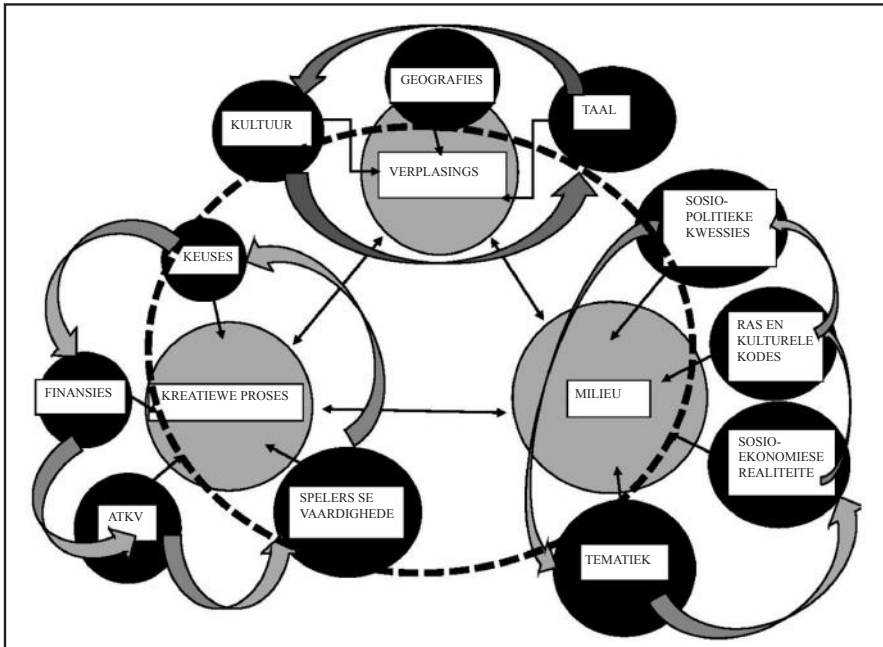 GEOGRAFIES
KULTUUR
TAAL
VERPLASINGS
SOSIO-
POLITIEKE
KWESSIES
KEUSES
RAS EN
KULTURELE
KODES
FINANSIES
KREATIEWE PROSES
MILIEU
SOSIO-
EKONOMIESE
REALITEITE
SPELERS SE
VAARDIGHEDE
ATKV
TEMATIEK